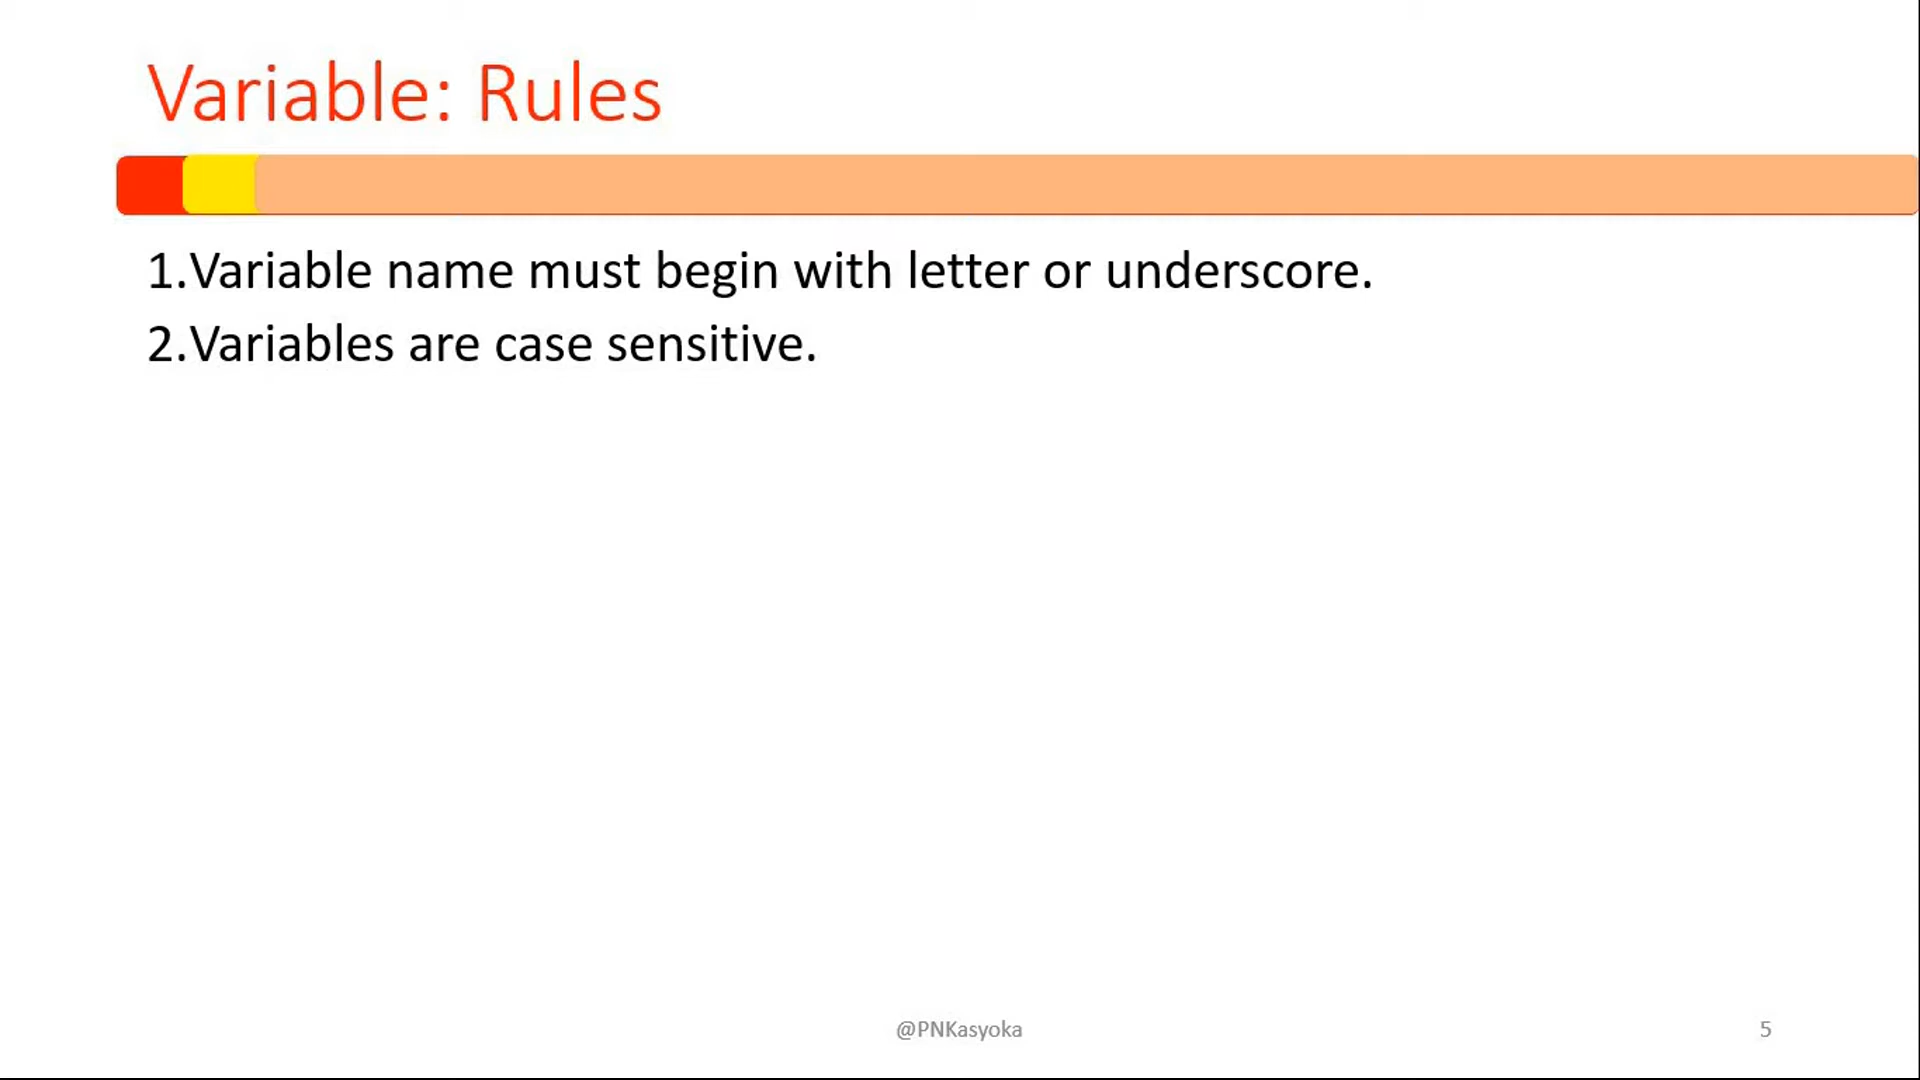 Variable: Rules
1.Variable name must begin with letter or underscore.
2.Variables are case sensitive.
@PNKasyoka
5